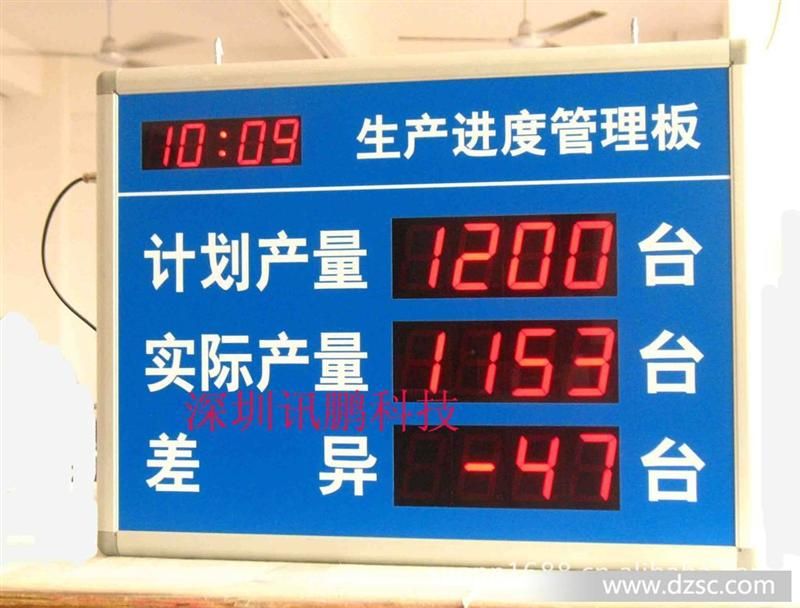 10:09 生产进度管理板
计划产量 1200 台
实际产量 1153 台
深圳讯鹏科技
差 异 -47 台
www.dzsc.com